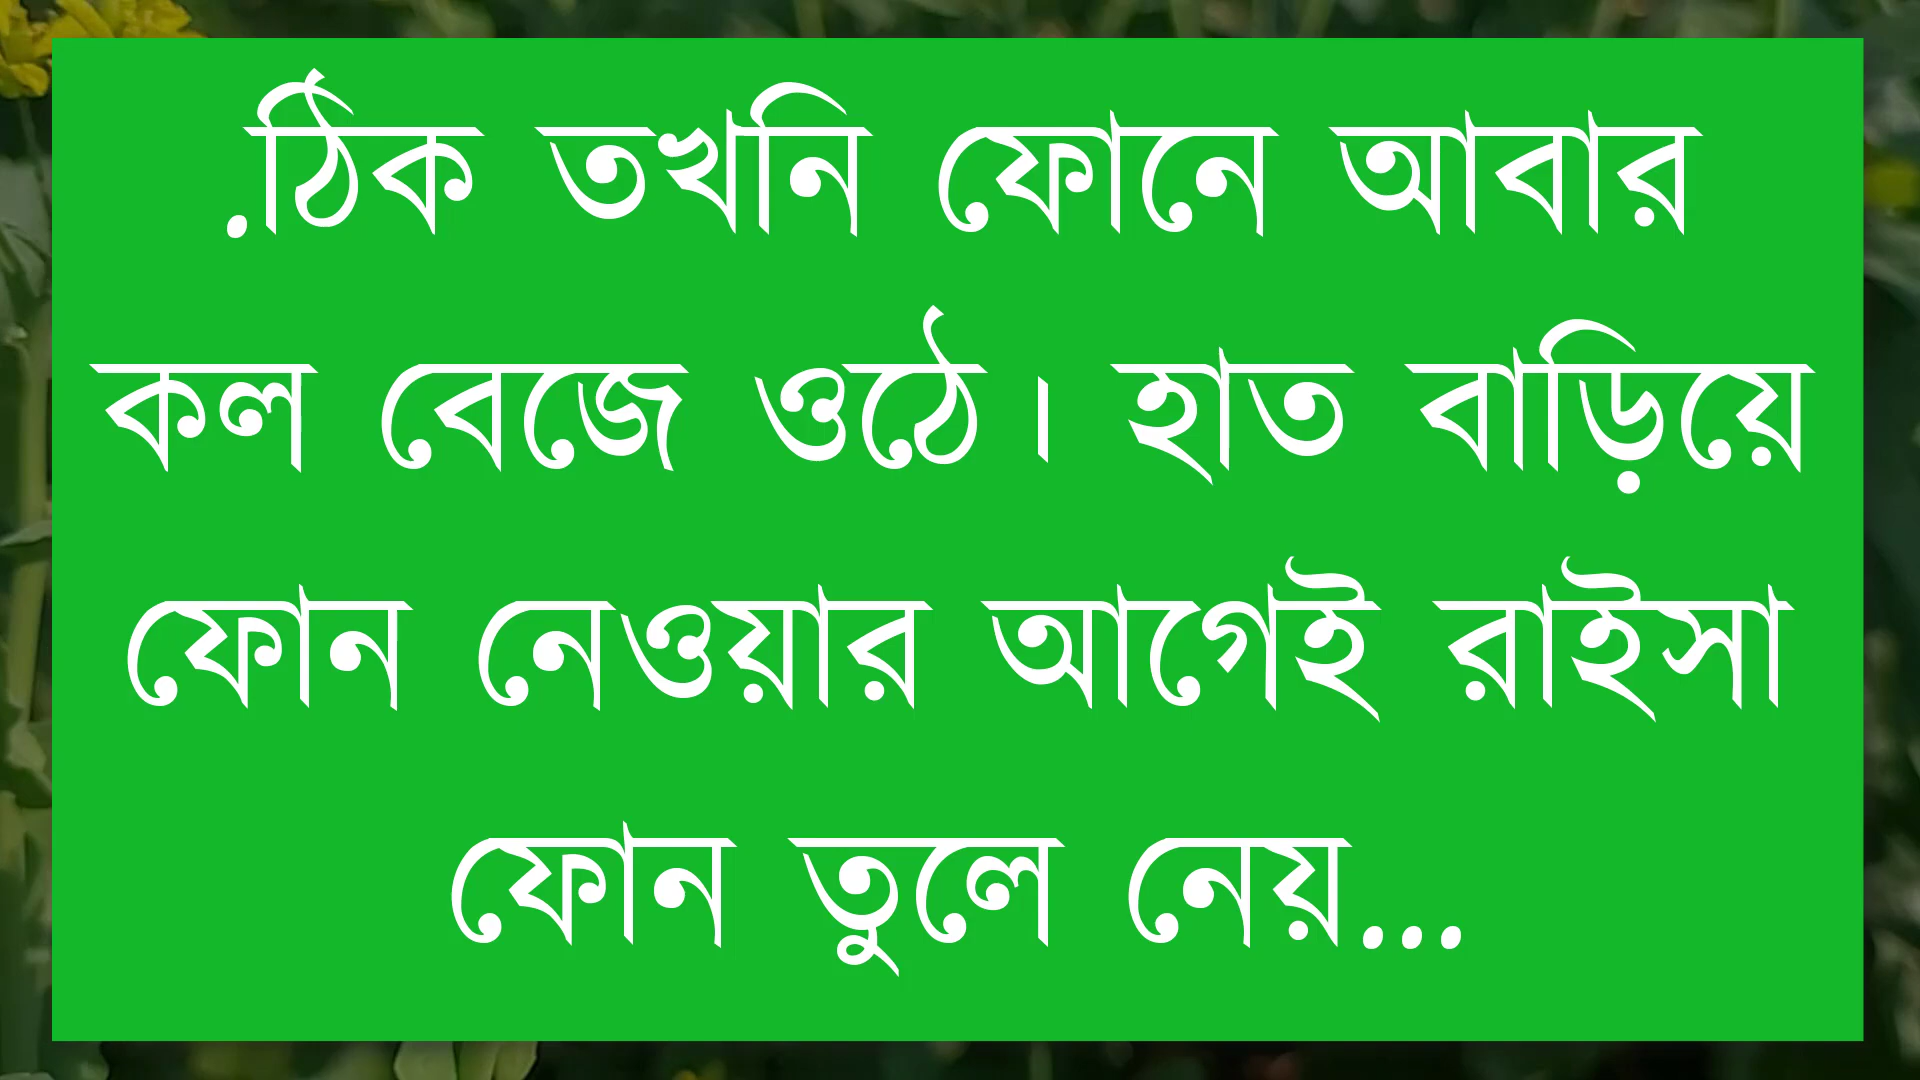 .ঠিক তখনি ফোনে আবার
কল বেজে ওঠে। হাত বাড়িয়ে
ফোন নেওয়ার আগেই রাইসা
ফোন তুলে নেয়...